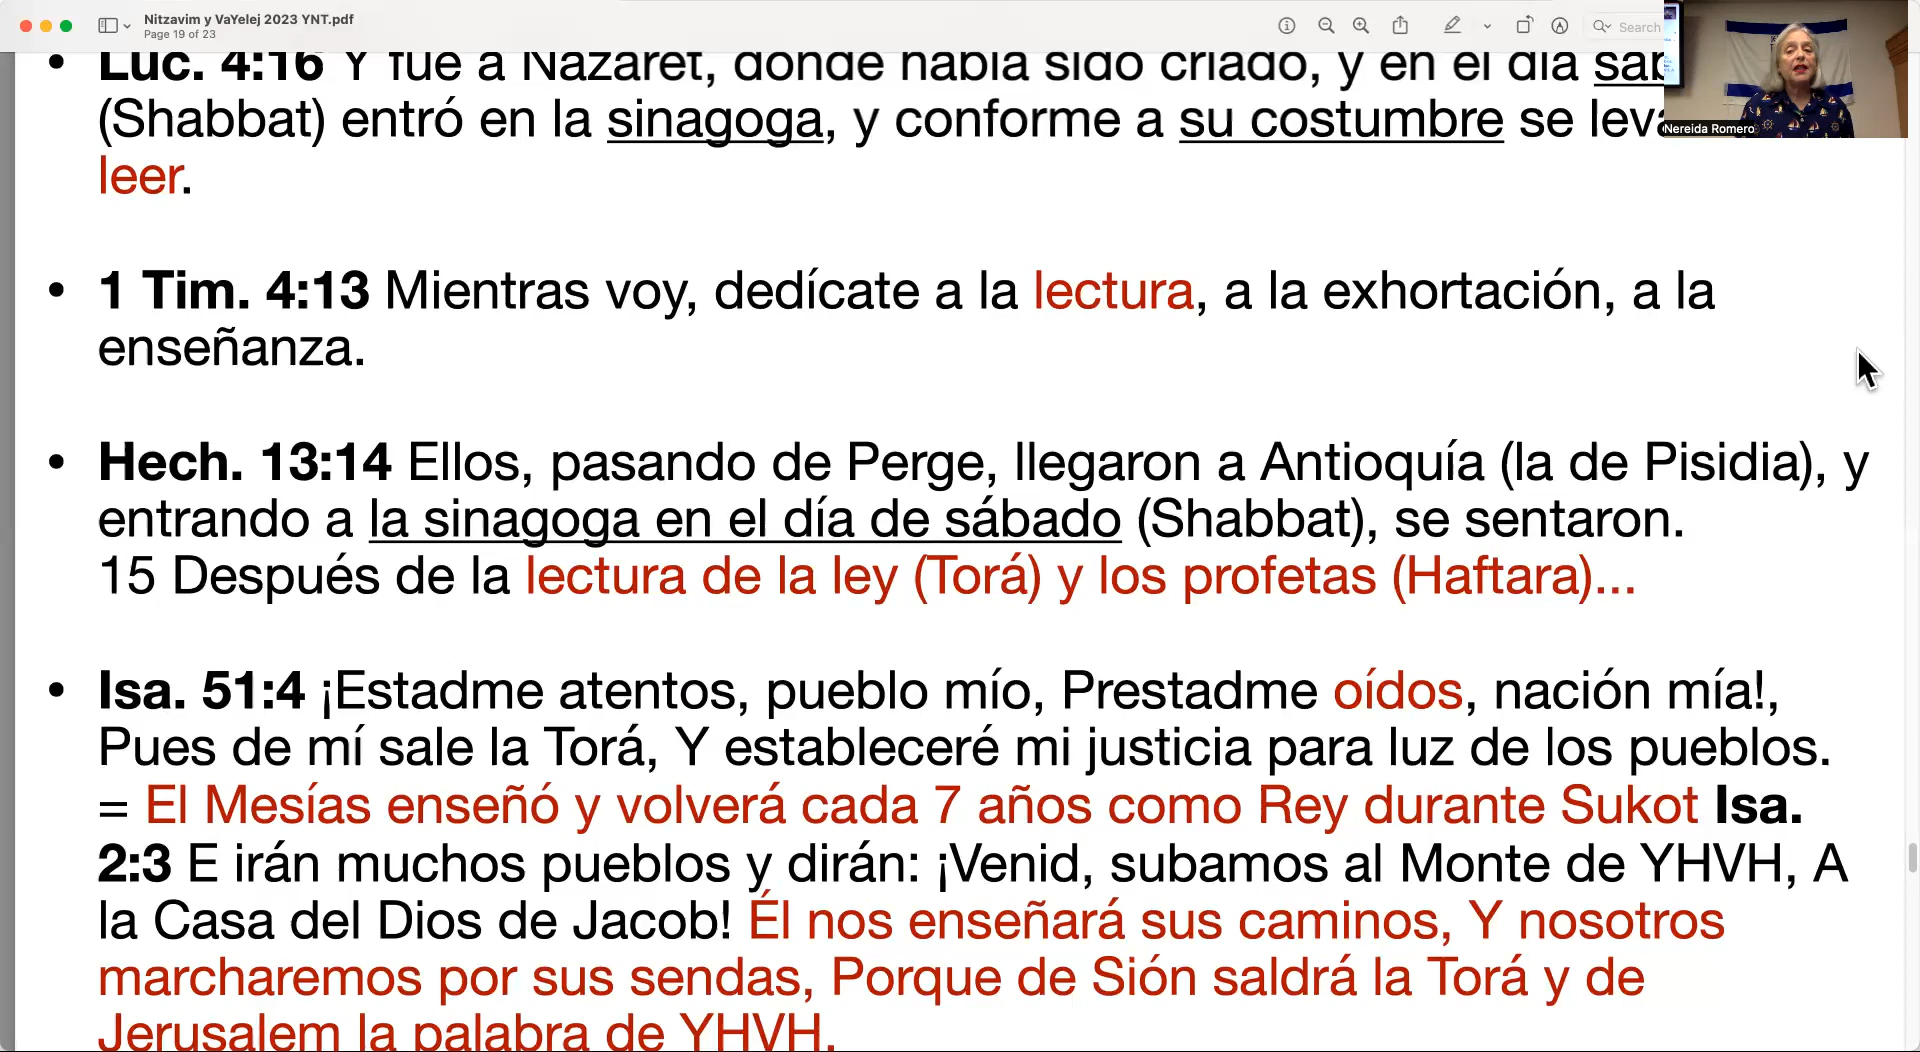 Nitzavim y VaYelej 2023 YNT.pdf
Page 19 of 23
Search
Nereida Romero
• Luc. 4:16 Y fue a Nazaret, donde había sido criado, y en el día
(Shabbat) entró en la sinagoga, y conforme a su costumbre se
leer.
• 1 Tim. 4:13 Mientras voy, dedícate a la lectura, a la exhortación, a la
enseñanza.
• Hech. 13:14 Ellos, pasando de Perge, llegaron a Antioquía (la de Pisidia), y
entrando a la sinagoga en el día de sábado (Shabbat), se sentaron.
15 Después de la lectura de la ley (Torá) y los profetas (Haftara)...
• Isa. 51:4 ¡Estadme atentos, pueblo mío, Prestadme oídos, nación mía!,
Pues de mí sale la Torá, Y estableceré mi justicia para luz de los pueblos.
= El Mesías enseñó y volverá cada 7 años como Rey durante Sukot Isa.
2:3 E irán muchos pueblos y dirán: ¡Venid, subamos al Monte de YHVH, A
la Casa del Dios de Jacob! Él nos enseñará sus caminos, Y nosotros
marcharemos por sus sendas, Porque de Sión saldrá la Torá y de
Jerusalem la palabra de YHVH.